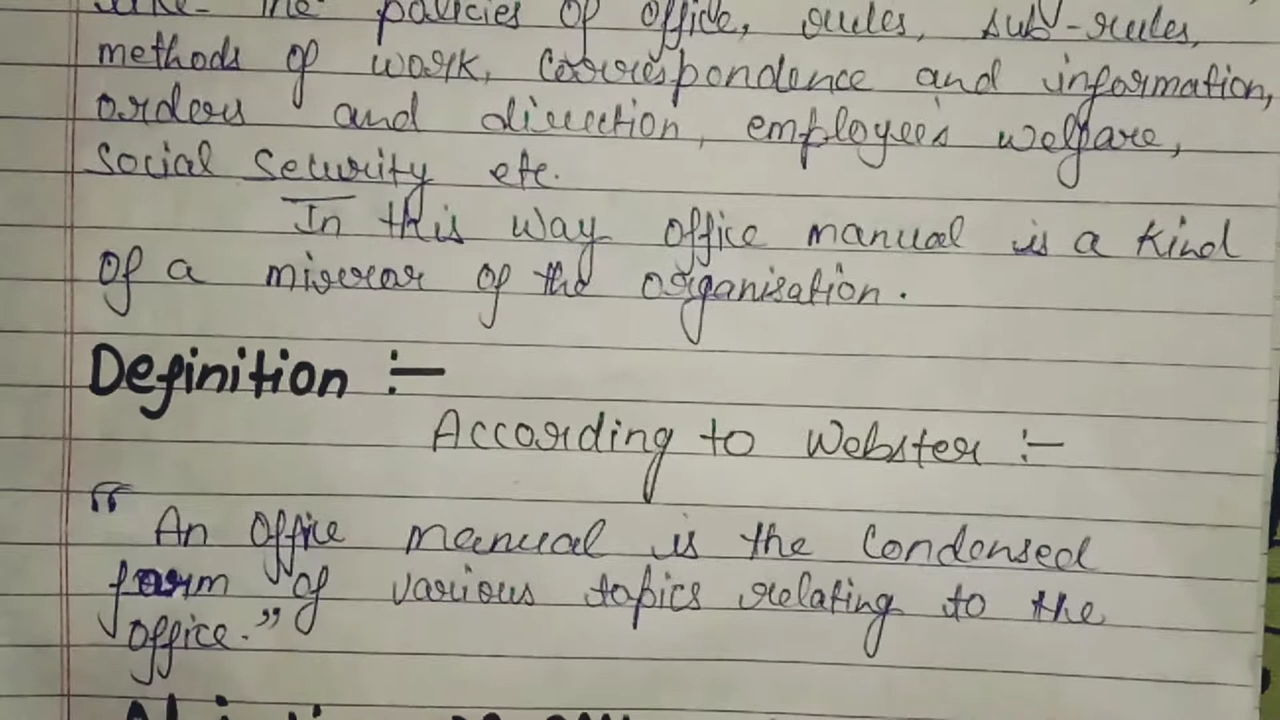 the policies of office, rules, sub-rules,
methods of work, Correspondence and information,
orders and direction, employees welfare,
Social Security etc.
In this way office manual is a kind
of a mirror of the organisation.
Definition :-
According to Webster :-
“ An Office manual is the Condensed
form of various topics relating to the
office.”